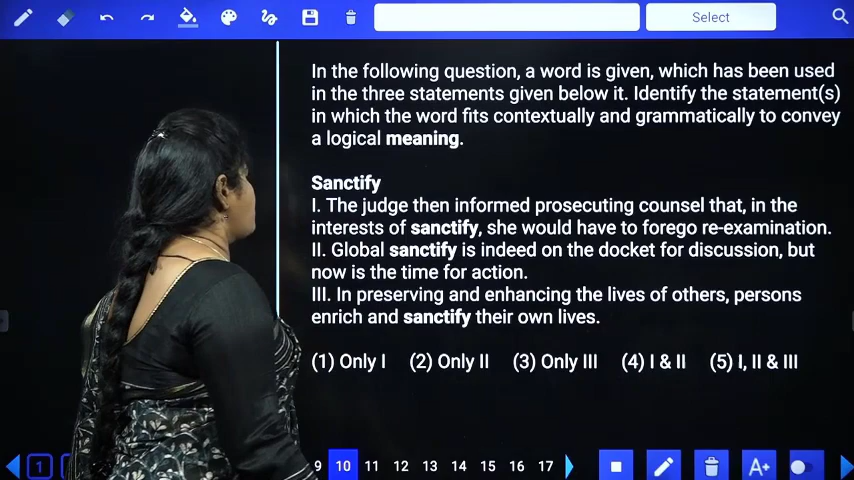 Select
In the following question, a word is given, which has been used
in the three statements given below it. Identify the statement(s)
in which the word fits contextually and grammatically to convey
a logical meaning.
Sanctify
I. The judge then informed prosecuting counsel that, in the
interests of sanctify, she would have to forego re-examination.
II. Global sanctify is indeed on the docket for discussion, but
now is the time for action.
III. In preserving and enhancing the lives of others, persons
enrich and sanctify their own lives.
(1) Only I (2) Only II (3) Only III (4) I & II (5) I, II & III
1 9 10 11 12 13 14 15 16 17 A+